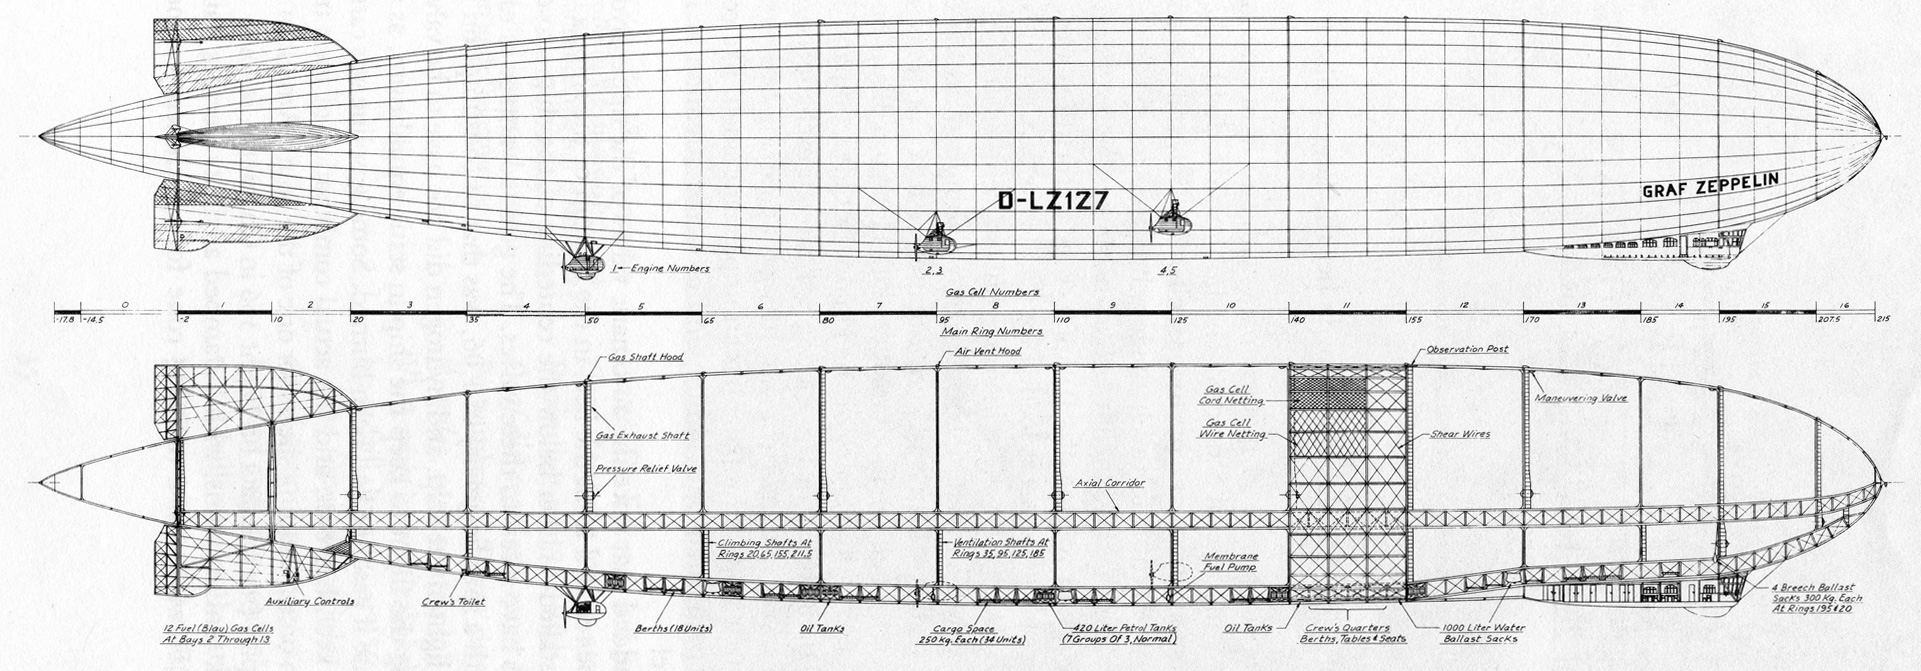 D-LZ127
GRAF ZEPPELIN
1 Engine Numbers
2,3
4,5
Gas Cell Numbers
0 1 2 3 4 5 6 7 8 9 10 11 12 13 14 15 16
-17.8 -14.5 -2 10 20 35 50 65 80 95 110 125 140 155 170 185 195 207.5 215
Main Ring Numbers
Gas Shaft Hood
Air Vent Hood
Observation Post
Gas Cell
Cord Netting
Maneuvering Valve
Gas Exhaust Shaft
Gas Cell
Wire Netting
Shear Wires
Pressure Relief Valve
Axial Corridor
Climbing Shafts At
Rings 20,65,155,211.5
Ventilation Shafts At
Rings 35,95,125,185
Membrane
Fuel Pump
Auxiliary Controls
Crew's Toilet
4 Breech Ballast
Sacks 300 Kg. Each
At Rings 195&20
12 Fuel (Blau) Gas Cells
At Bays 2 Through 13
Berths (18 Units)
Oil Tanks
Cargo Space
250 Kg. Each (34 Units)
420 Liter Petrol Tanks
(7 Groups Of 3, Normal)
Oil Tanks
Crew's Quarters
Berths, Tables & Seats
1000 Liter Water
Ballast Sacks